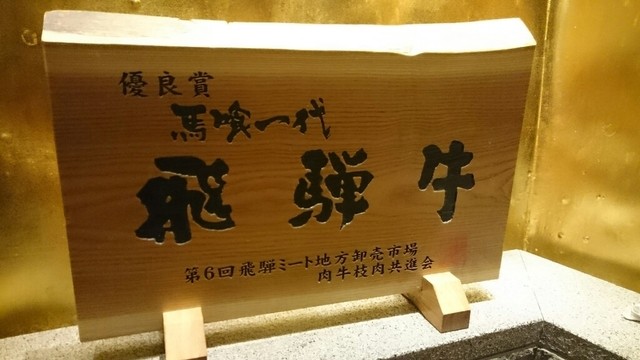 優良賞
馬喰一代
飛騨牛
第6回飛騨ミート地方卸売市場
肉牛枝肉共進会